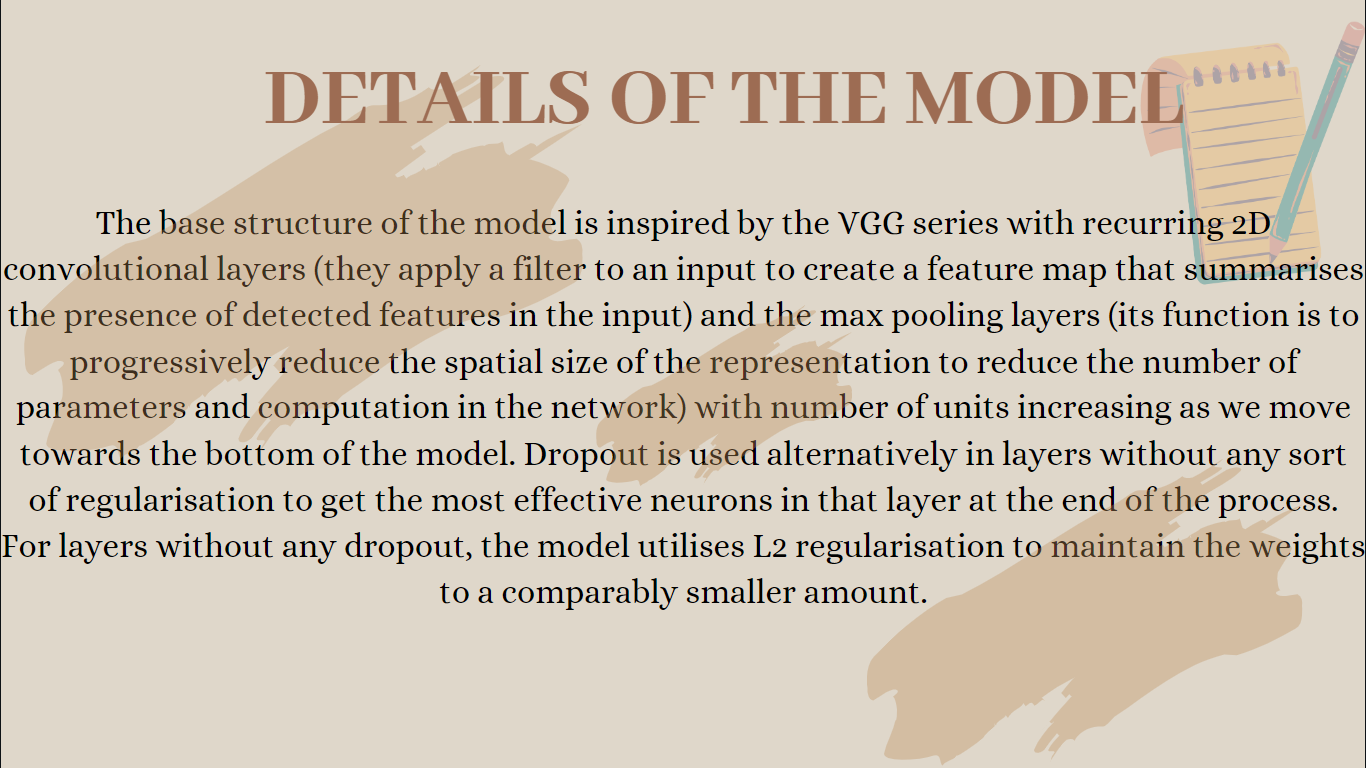 DETAILS OF THE MODEL
The base structure of the model is inspired by the VGG series with recurring 2D
convolutional layers (they apply a filter to an input to create a feature map that summarises
the presence of detected features in the input) and the max pooling layers (its function is to
progressively reduce the spatial size of the representation to reduce the number of
parameters and computation in the network) with number of units increasing as we move
towards the bottom of the model. Dropout is used alternatively in layers without any sort
of regularisation to get the most effective neurons in that layer at the end of the process.
For layers without any dropout, the model utilises L2 regularisation to maintain the weights
to a comparably smaller amount.